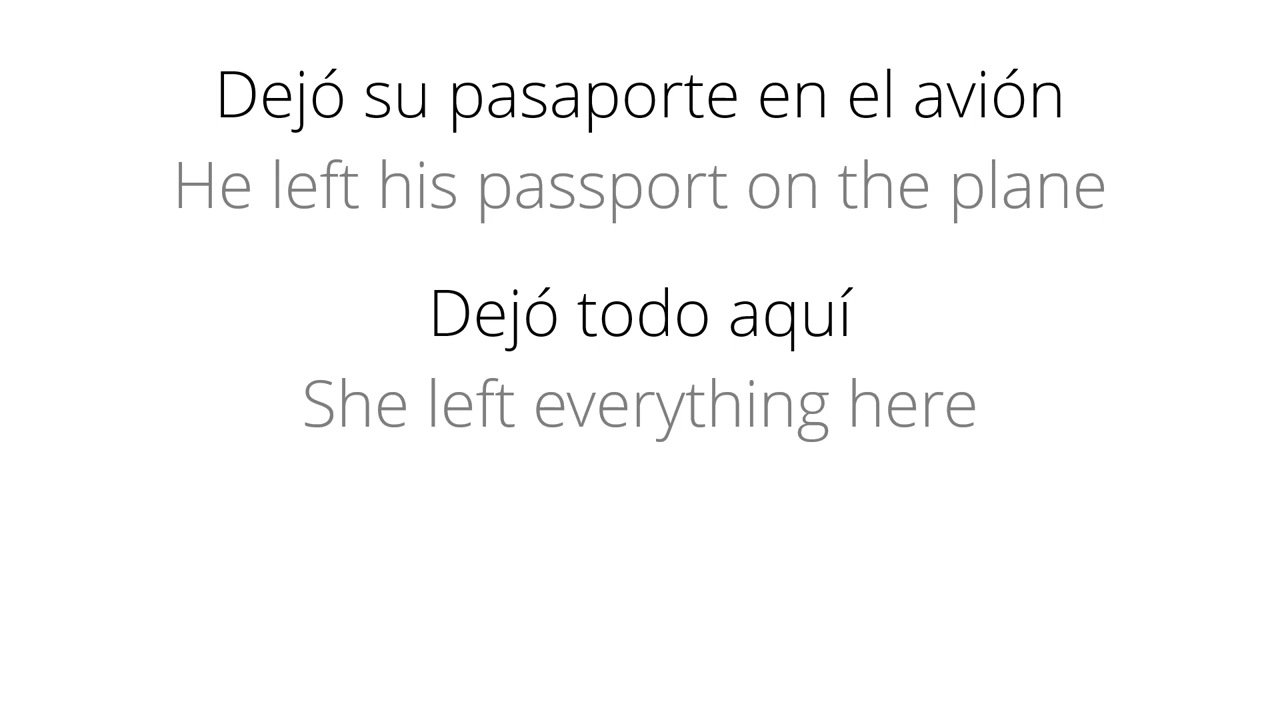 Dejó su pasaporte en el avión
He left his passport on the plane
Dejó todo aquí
She left everything here